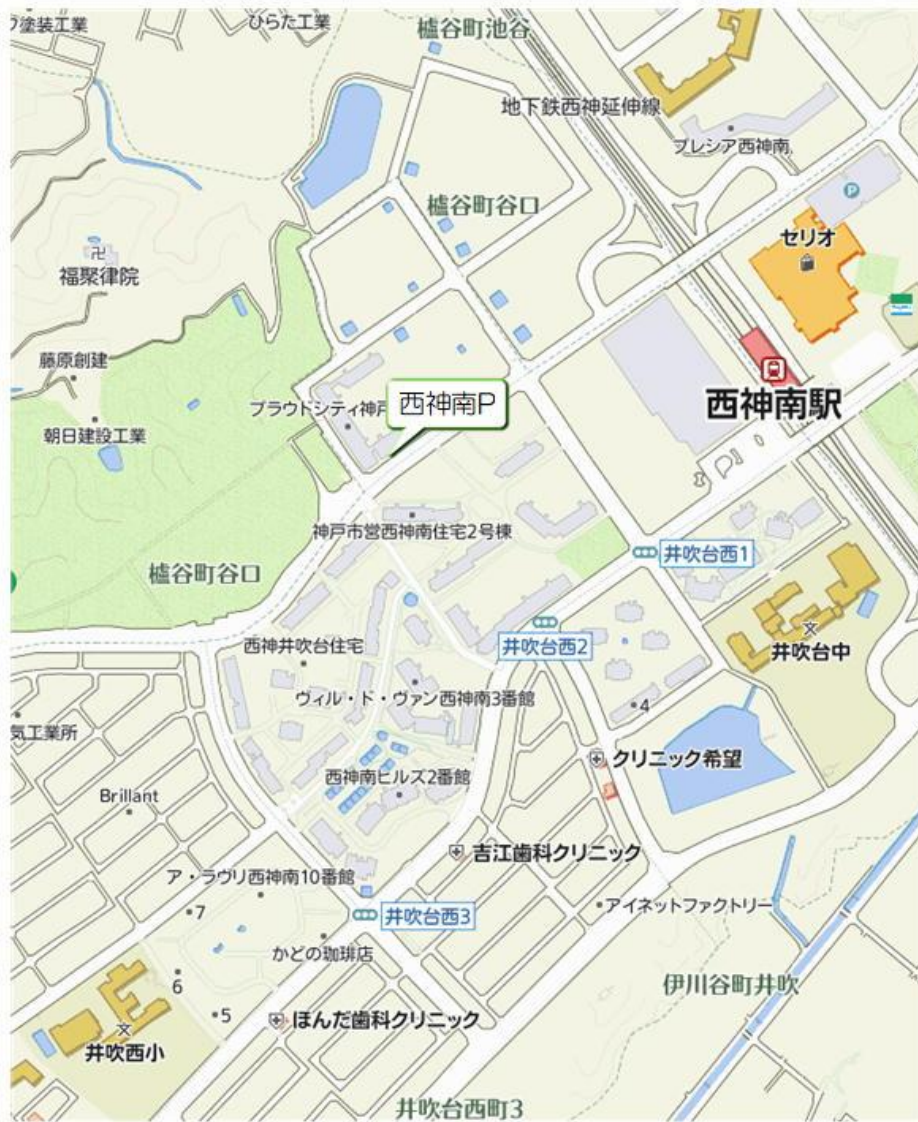 塗装工業
ひらた工業
櫨谷町池谷
地下鉄西神延伸線
プレシア西神南
櫨谷町谷口
P
セリオ
福聚律院
藤原創建
西神南駅
プラウドシティ神戸
西神南P
朝日建設工業
神戸市営西神南住宅2号棟
井吹台西1
櫨谷町谷口
井吹台西2
西神井吹台住宅
井吹台中
ヴィル・ド・ヴァン西神南3番館
4
気工業所
クリニック希望
西神南ヒルズ2番館
Brillant
吉江歯科クリニック
ア・ラウリ西神南10番館
アイネットファクトリー
7
井吹台西3
かどの珈琲店
伊川谷町井吹
6
5
ほんだ歯科クリニック
井吹西小
井吹台西町3